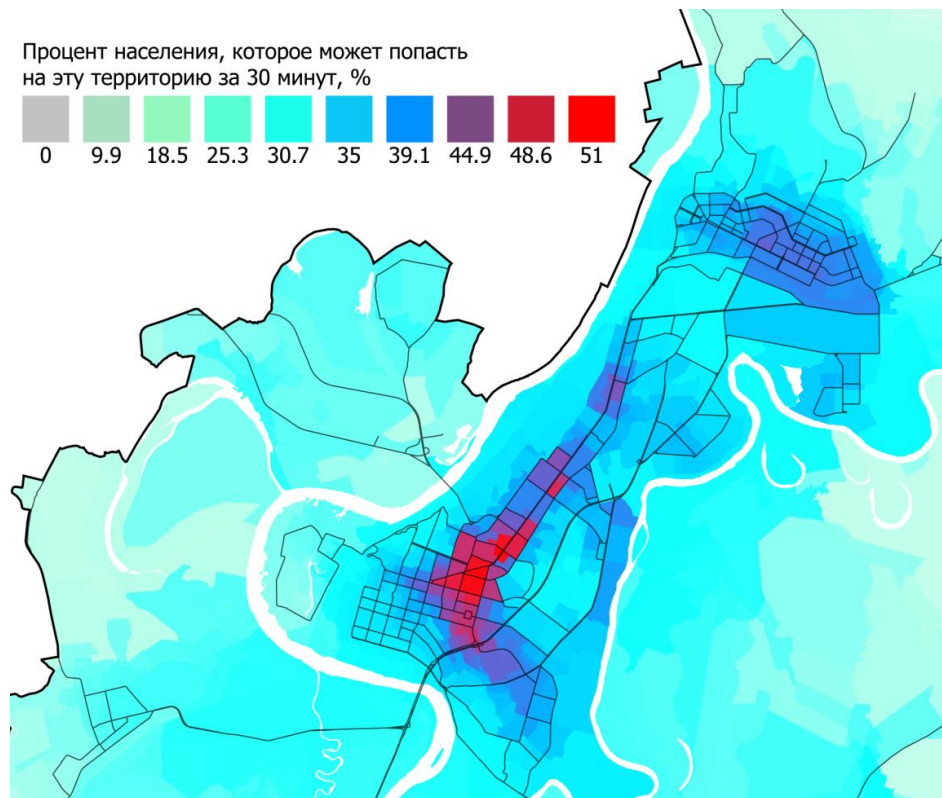 Процент населения, которое может попасть
на эту территорию за 30 минут, %
0 9.9 18.5 25.3 30.7 35 39.1 44.9 48.6 51